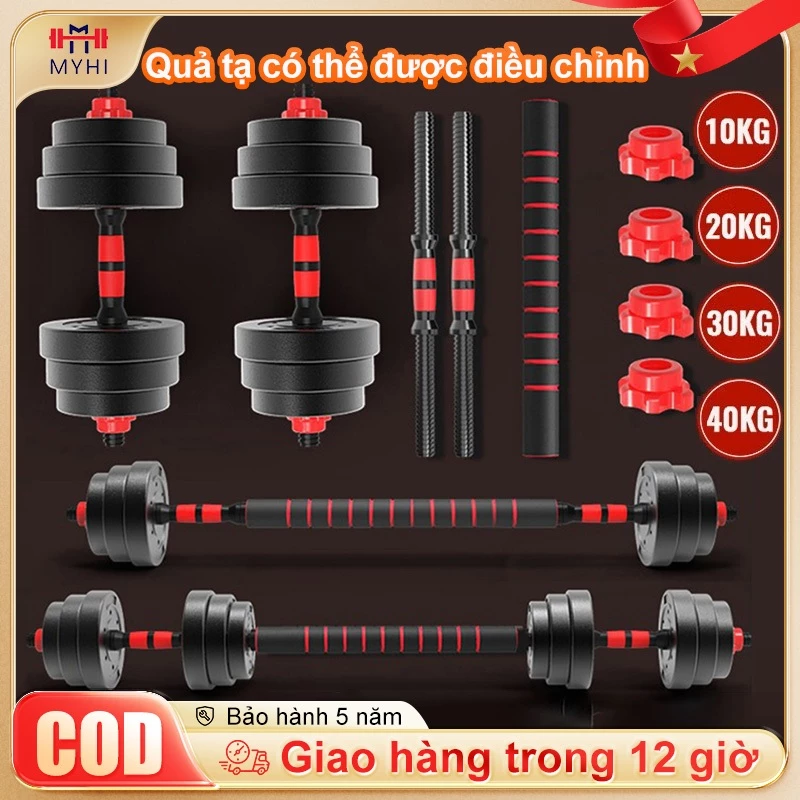 MYHI
Quả tạ có thể được điều chỉnh
10KG
20KG
30KG
40KG
COD
Bảo hành 5 năm
Giao hàng trong 12 giờ